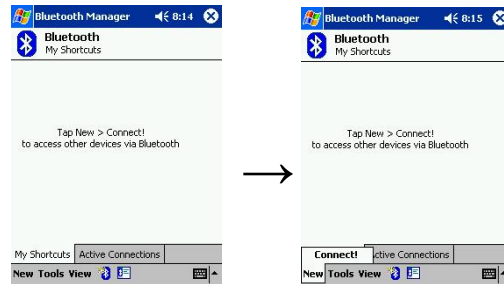 Bluetooth Manager 8:14
Bluetooth
My Shortcuts
Tap New > Connect!
to access other devices via Bluetooth
My Shortcuts Active Connections
New Tools View
Bluetooth Manager 8:15
Bluetooth
My Shortcuts
Tap New > Connect!
to access other devices via Bluetooth
Connect! Active Connections
New Tools View